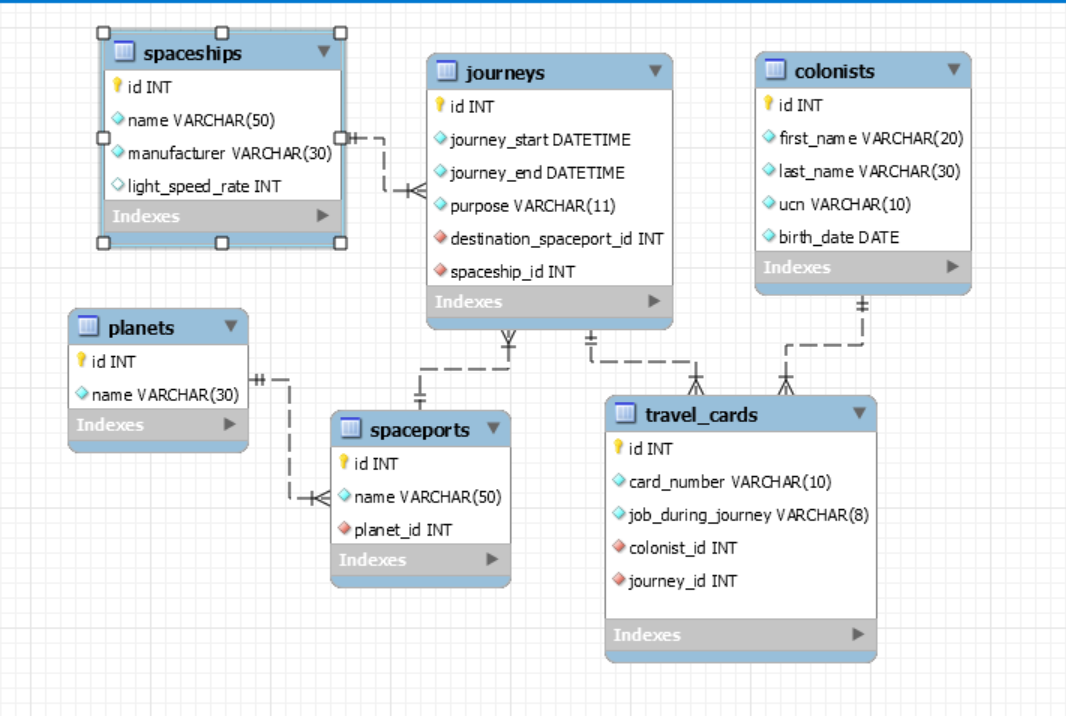 spaceships
id INT
name VARCHAR(50)
manufacturer VARCHAR(30)
light_speed_rate INT
Indexes
journeys
id INT
journey_start DATETIME
journey_end DATETIME
purpose VARCHAR(11)
destination_spaceport_id INT
spaceship_id INT
Indexes
colonists
id INT
first_name VARCHAR(20)
last_name VARCHAR(30)
ucn VARCHAR(10)
birth_date DATE
Indexes
planets
id INT
name VARCHAR(30)
Indexes
spaceports
id INT
name VARCHAR(50)
planet_id INT
Indexes
travel_cards
id INT
card_number VARCHAR(10)
job_during_journey VARCHAR(8)
colonist_id INT
journey_id INT
Indexes